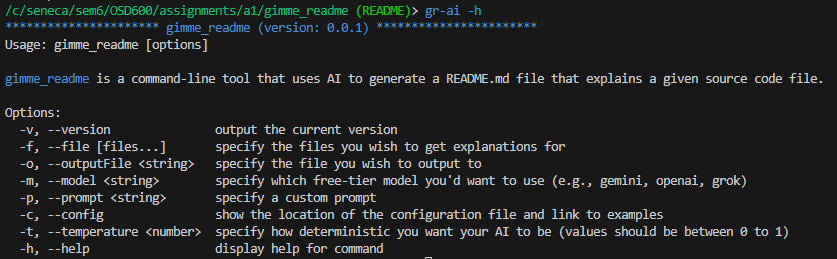 /c/seneca/sem6/OSD600/assignments/a1/gimme_readme (README)> gr-ai -h
********************** gimme_readme (version: 0.0.1) ***********************
Usage: gimme_readme [options]
gimme_readme is a command-line tool that uses AI to generate a README.md file that explains a given source code file.
Options:
-v, --version output the current version
-f, --file [files...] specify the files you wish to get explanations for
-o, --outputFile <string> specify the file you wish to output to
-m, --model <string> specify which free-tier model you'd want to use (e.g., gemini, openai, grok)
-p, --prompt <string> specify a custom prompt
-c, --config show the location of the configuration file and link to examples
-t, --temperature <number> specify how deterministic you want your AI to be (values should be between 0 to 1)
-h, --help display help for command